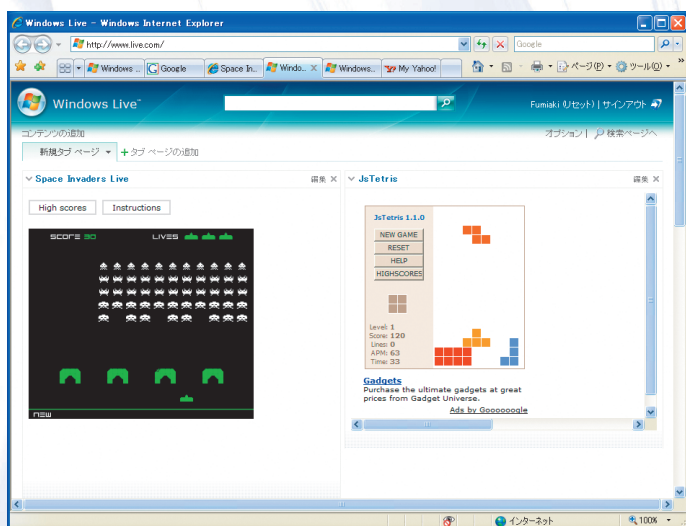 Windows Live - Windows Internet Explorer
http://www.live.com/
Google
Windows ...
Google
Space In...
Windo...
Windows...
My Yahoo!
ページ(P)
ツール(O)
Windows Live™
Fumiaki (リセット) | サインアウト
コンテンツの追加
オプション | 検索ページへ
新規タブ ページ
+ タブ ページの追加
Space Invaders Live
編集
JsTetris
編集
High scores
Instructions
SCORE 30
LIVES
NEW
JsTetris 1.1.0
NEW GAME
RESET
HELP
HIGHSCORES
Level: 1
Score: 120
Lines: 0
APM: 63
Time: 33
Gadgets
Purchase the ultimate gadgets at great
prices from Gadget Universe.
Ads by Goooooogle
インターネット
100%